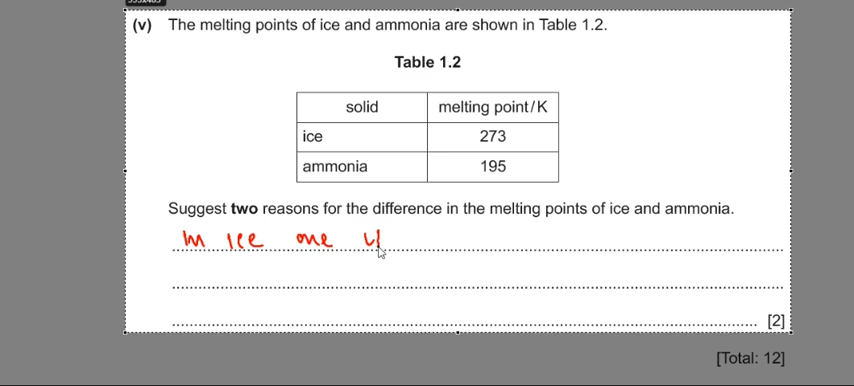 (v) The melting points of ice and ammonia are shown in Table 1.2.
Table 1.2
solid melting point/K
ice 273
ammonia 195
Suggest two reasons for the difference in the melting points of ice and ammonia.
In ice one
[2]
[Total: 12]